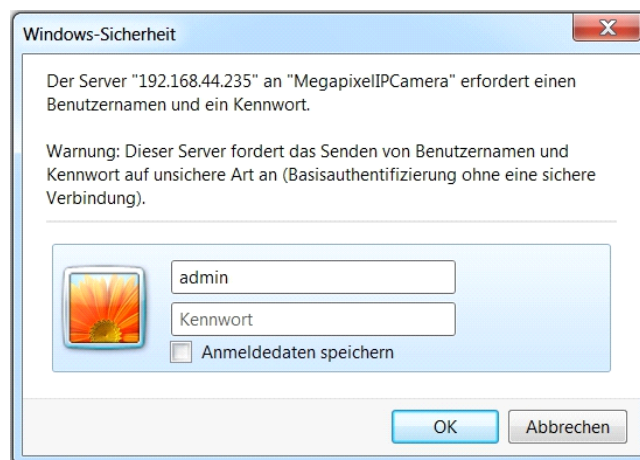 Windows-Sicherheit
Der Server "192.168.44.235" an "MegapixelIPCamera" erfordert einen
Benutzernamen und ein Kennwort.
Warnung: Dieser Server fordert das Senden von Benutzernamen und
Kennwort auf unsichere Art an (Basisauthentifizierung ohne eine sichere
Verbindung).
admin
Kennwort
Anmeldedaten speichern
OK
Abbrechen